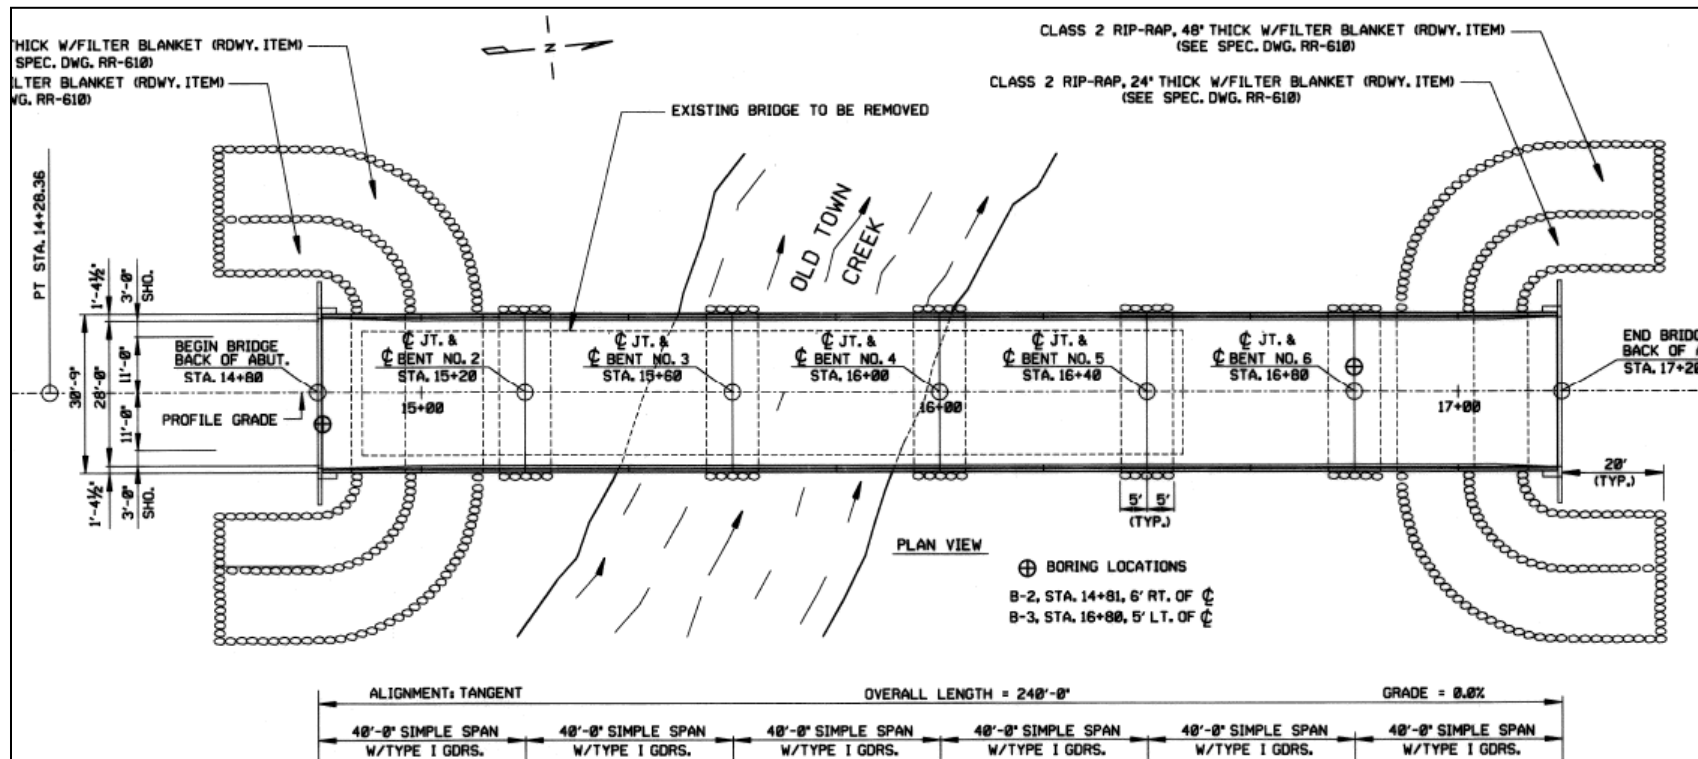 THICK W/FILTER BLANKET (RDWY. ITEM)
SPEC. DWG. RR-610)
BLANKET (RDWY. ITEM)
RR-610)
N
EXISTING BRIDGE TO BE REMOVED
CLASS 2 RIP-RAP, 48" THICK W/FILTER BLANKET (RDWY. ITEM)
(SEE SPEC. DWG. RR-610)
CLASS 2 RIP-RAP, 24" THICK W/FILTER BLANKET (RDWY. ITEM)
(SEE SPEC. DWG. RR-610)
PT STA. 14+28.36
OLD TOWN
CREEK
1'-4½"
3'-0"
SHO.
30'-9"
28'-0"
11'-0"
11'-0"
1'-4½"
3'-0"
SHO.
BEGIN BRIDGE
BACK OF ABUT.
STA. 14+80
PROFILE GRADE
℄ JT. &
℄ BENT NO. 2
STA. 15+20
℄ JT. &
℄ BENT NO. 3
STA. 15+60
℄ JT. &
℄ BENT NO. 4
STA. 16+00
℄ JT. &
℄ BENT NO. 5
STA. 16+40
℄ JT. &
℄ BENT NO. 6
STA. 16+80
END
BACK OF
STA. 17+20
15+00
16+00
17+00
20'
(TYP.)
5' 5'
(TYP.)
PLAN VIEW
BORING LOCATIONS
B-2, STA. 14+81, 6' RT. OF ℄
B-3, STA. 16+80, 5' LT. OF ℄
ALIGNMENT: TANGENT
OVERALL LENGTH = 240'-0"
GRADE = 0.0%
40'-0" SIMPLE SPAN
W/TYPE I GDRS.
40'-0" SIMPLE SPAN
W/TYPE I GDRS.
40'-0" SIMPLE SPAN
W/TYPE I GDRS.
40'-0" SIMPLE SPAN
W/TYPE I GDRS.
40'-0" SIMPLE SPAN
W/TYPE I GDRS.
40'-0" SIMPLE SPAN
W/TYPE I GDRS.